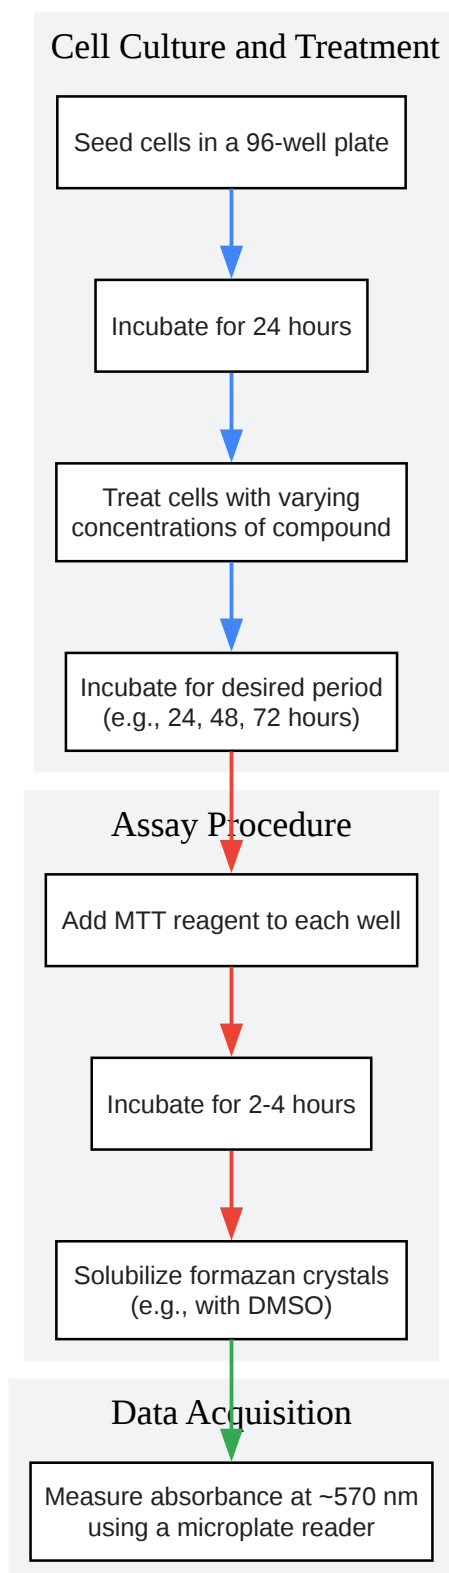 Cell Culture and Treatment
Seed cells in a 96-well plate
Incubate for 24 hours
Treat cells with varying
concentrations of compound
Incubate for desired period
(e.g., 24, 48, 72 hours)
Assay Procedure
Add MTT reagent to each well
Incubate for 2-4 hours
Solubilize formazan crystals
(e.g., with DMSO)
Data Acquisition
Measure absorbance at ~570 nm
using a microplate reader